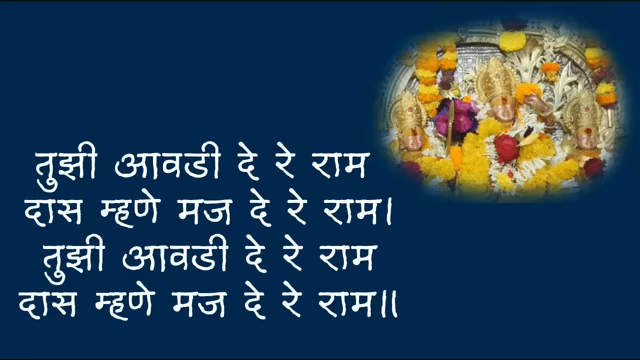 तुझी आवडी दे रे राम
दास म्हणे मज दे रे राम।
तुझी आवडी दे रे राम
दास म्हणे मज दे रे राम॥